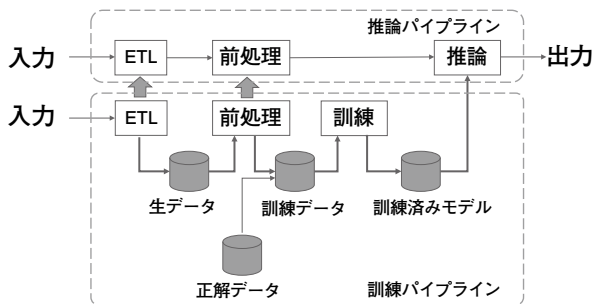 推論パイプライン
入力
ETL
前処理
推論
出力
入力
ETL
前処理
訓練
生データ
訓練データ
訓練済みモデル
正解データ
訓練パイプライン